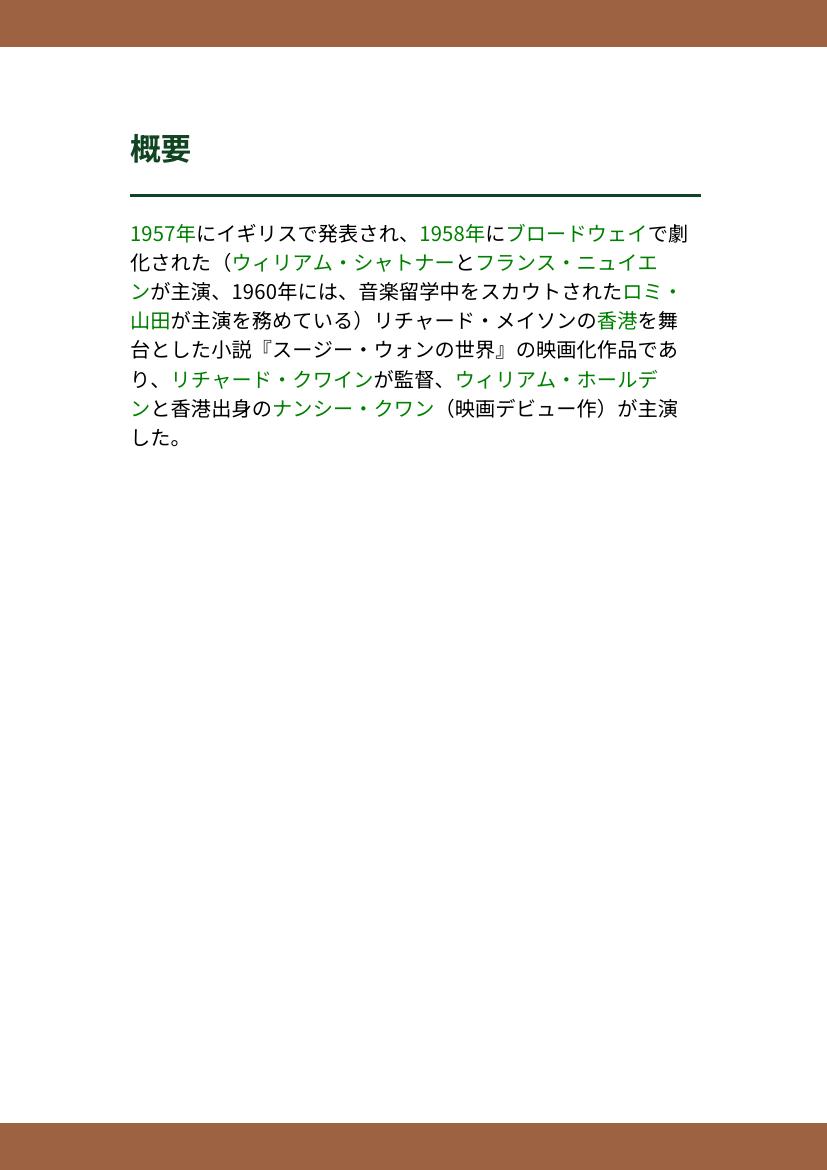 概要
1957年にイギリスで発表され、1958年にブロードウェイで劇
化された（ウィリアム・シャトナーとフランス・ニュイエ
ンが主演、1960年には、音楽留学中をスカウトされたロミ・
山田が主演を務めている）リチャード・メイソンの香港を舞
台とした小説『スージー・ウォンの世界』の映画化作品であ
り、リチャード・クワインが監督、ウィリアム・ホールデ
ンと香港出身のナンシー・クワン（映画デビュー作）が主演
した。